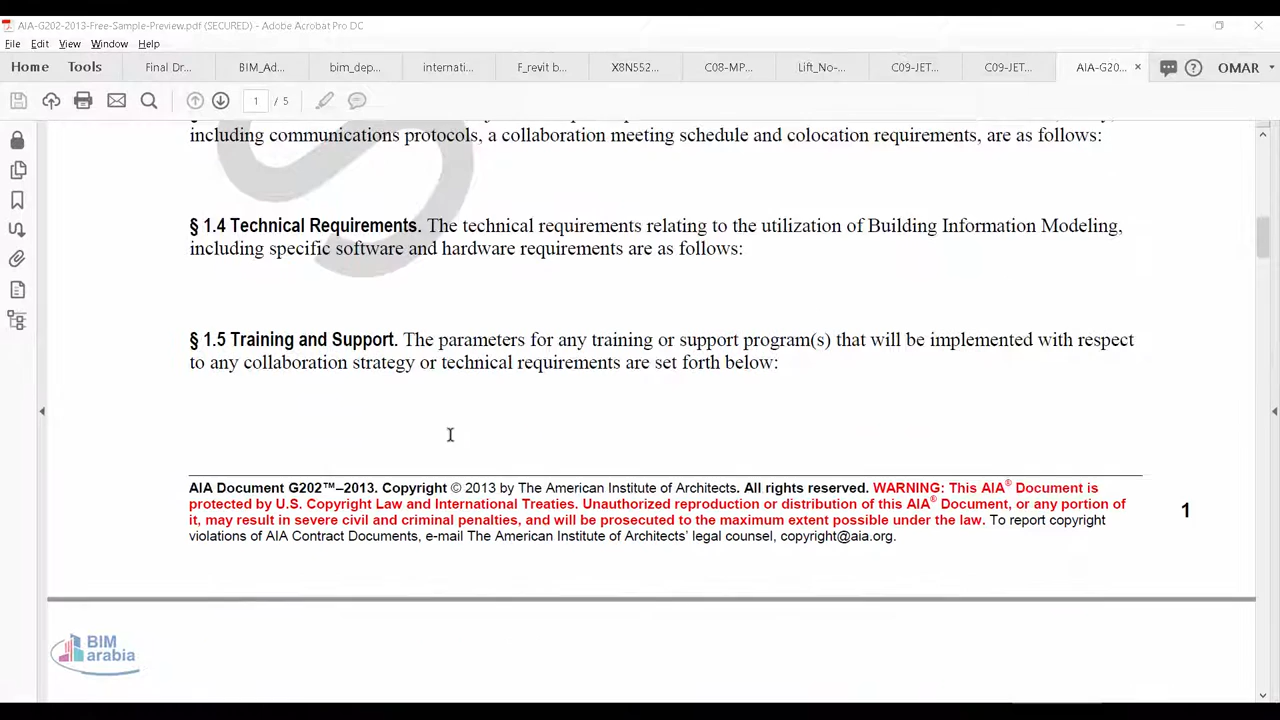 AIA-G202-2013-Free-Sample-Preview.pdf (SECURED) - Adobe Acrobat Pro DC
File Edit View Window Help
Home Tools Final Dr... BIM_Ad... bim_dep... internati... F_revit b... X8N552... C08-MP... Lift_No-... C09-JET... C09-JET... AIA-G20... × OMAR
1 / 5
including communications protocols, a collaboration meeting schedule and colocation requirements, are as follows:
§ 1.4 Technical Requirements. The technical requirements relating to the utilization of Building Information Modeling,
including specific software and hardware requirements are as follows:
§ 1.5 Training and Support. The parameters for any training or support program(s) that will be implemented with respect
to any collaboration strategy or technical requirements are set forth below:
AIA Document G202™–2013. Copyright © 2013 by The American Institute of Architects. All rights reserved. WARNING: This AIA® Document is
protected by U.S. Copyright Law and International Treaties. Unauthorized reproduction or distribution of this AIA® Document, or any portion of
it, may result in severe civil and criminal penalties, and will be prosecuted to the maximum extent possible under the law. To report copyright
violations of AIA Contract Documents, e-mail The American Institute of Architects' legal counsel, copyright@aia.org.
1
BIM
arabia